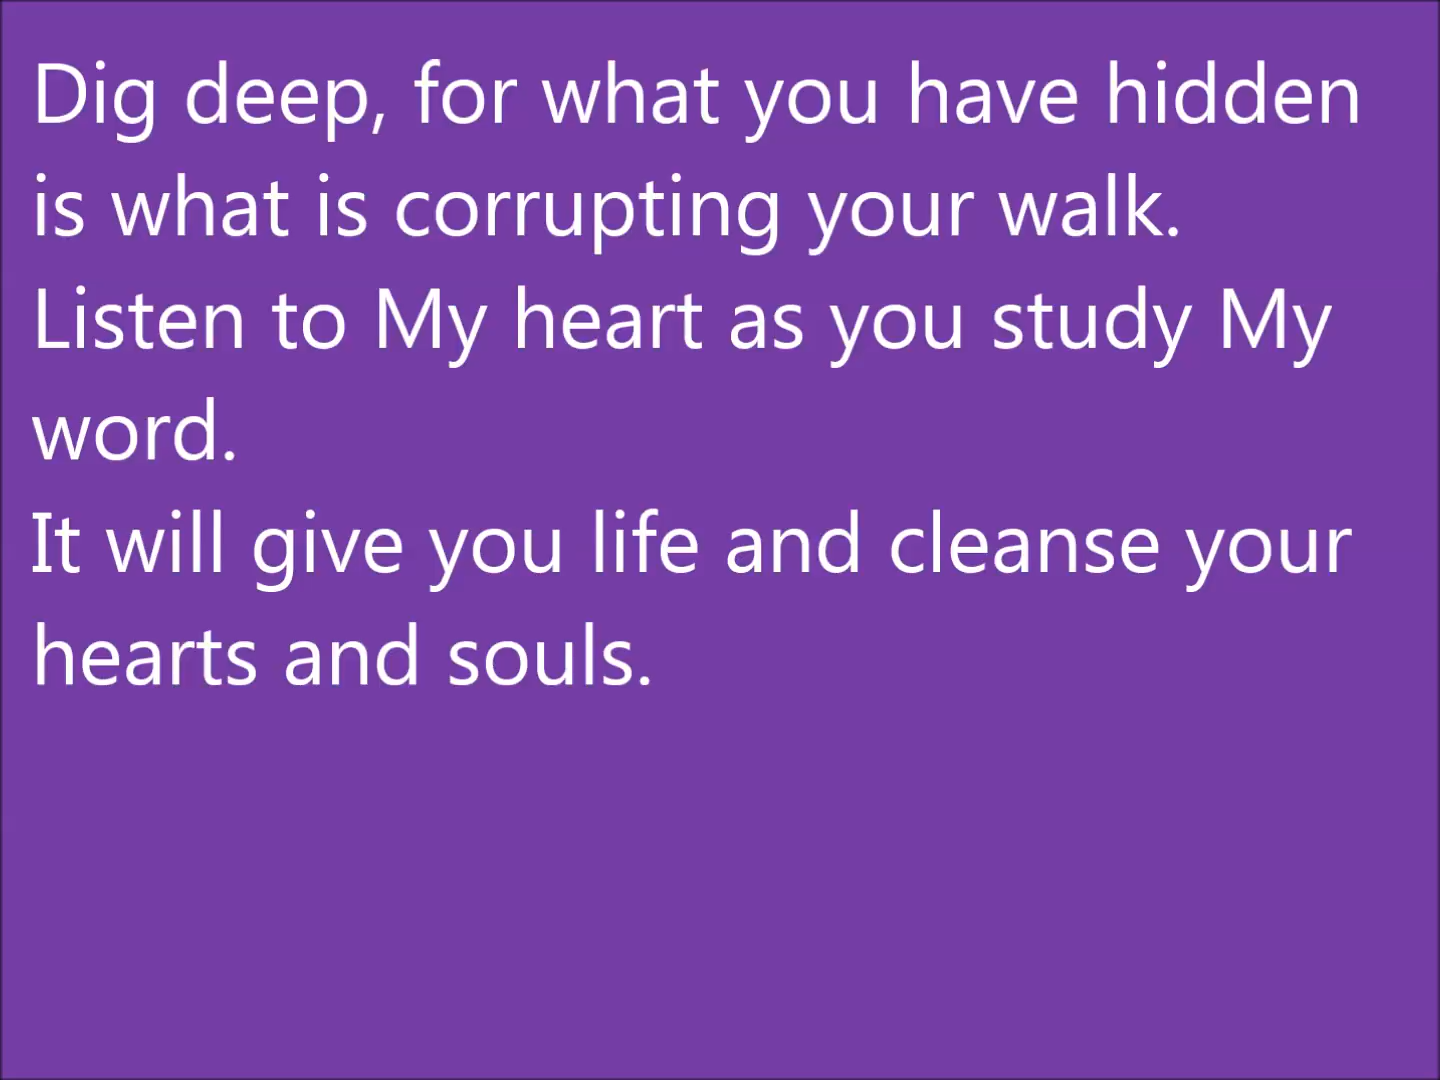 Dig deep, for what you have hidden
is what is corrupting your walk.
Listen to My heart as you study My
word.
It will give you life and cleanse your
hearts and souls.